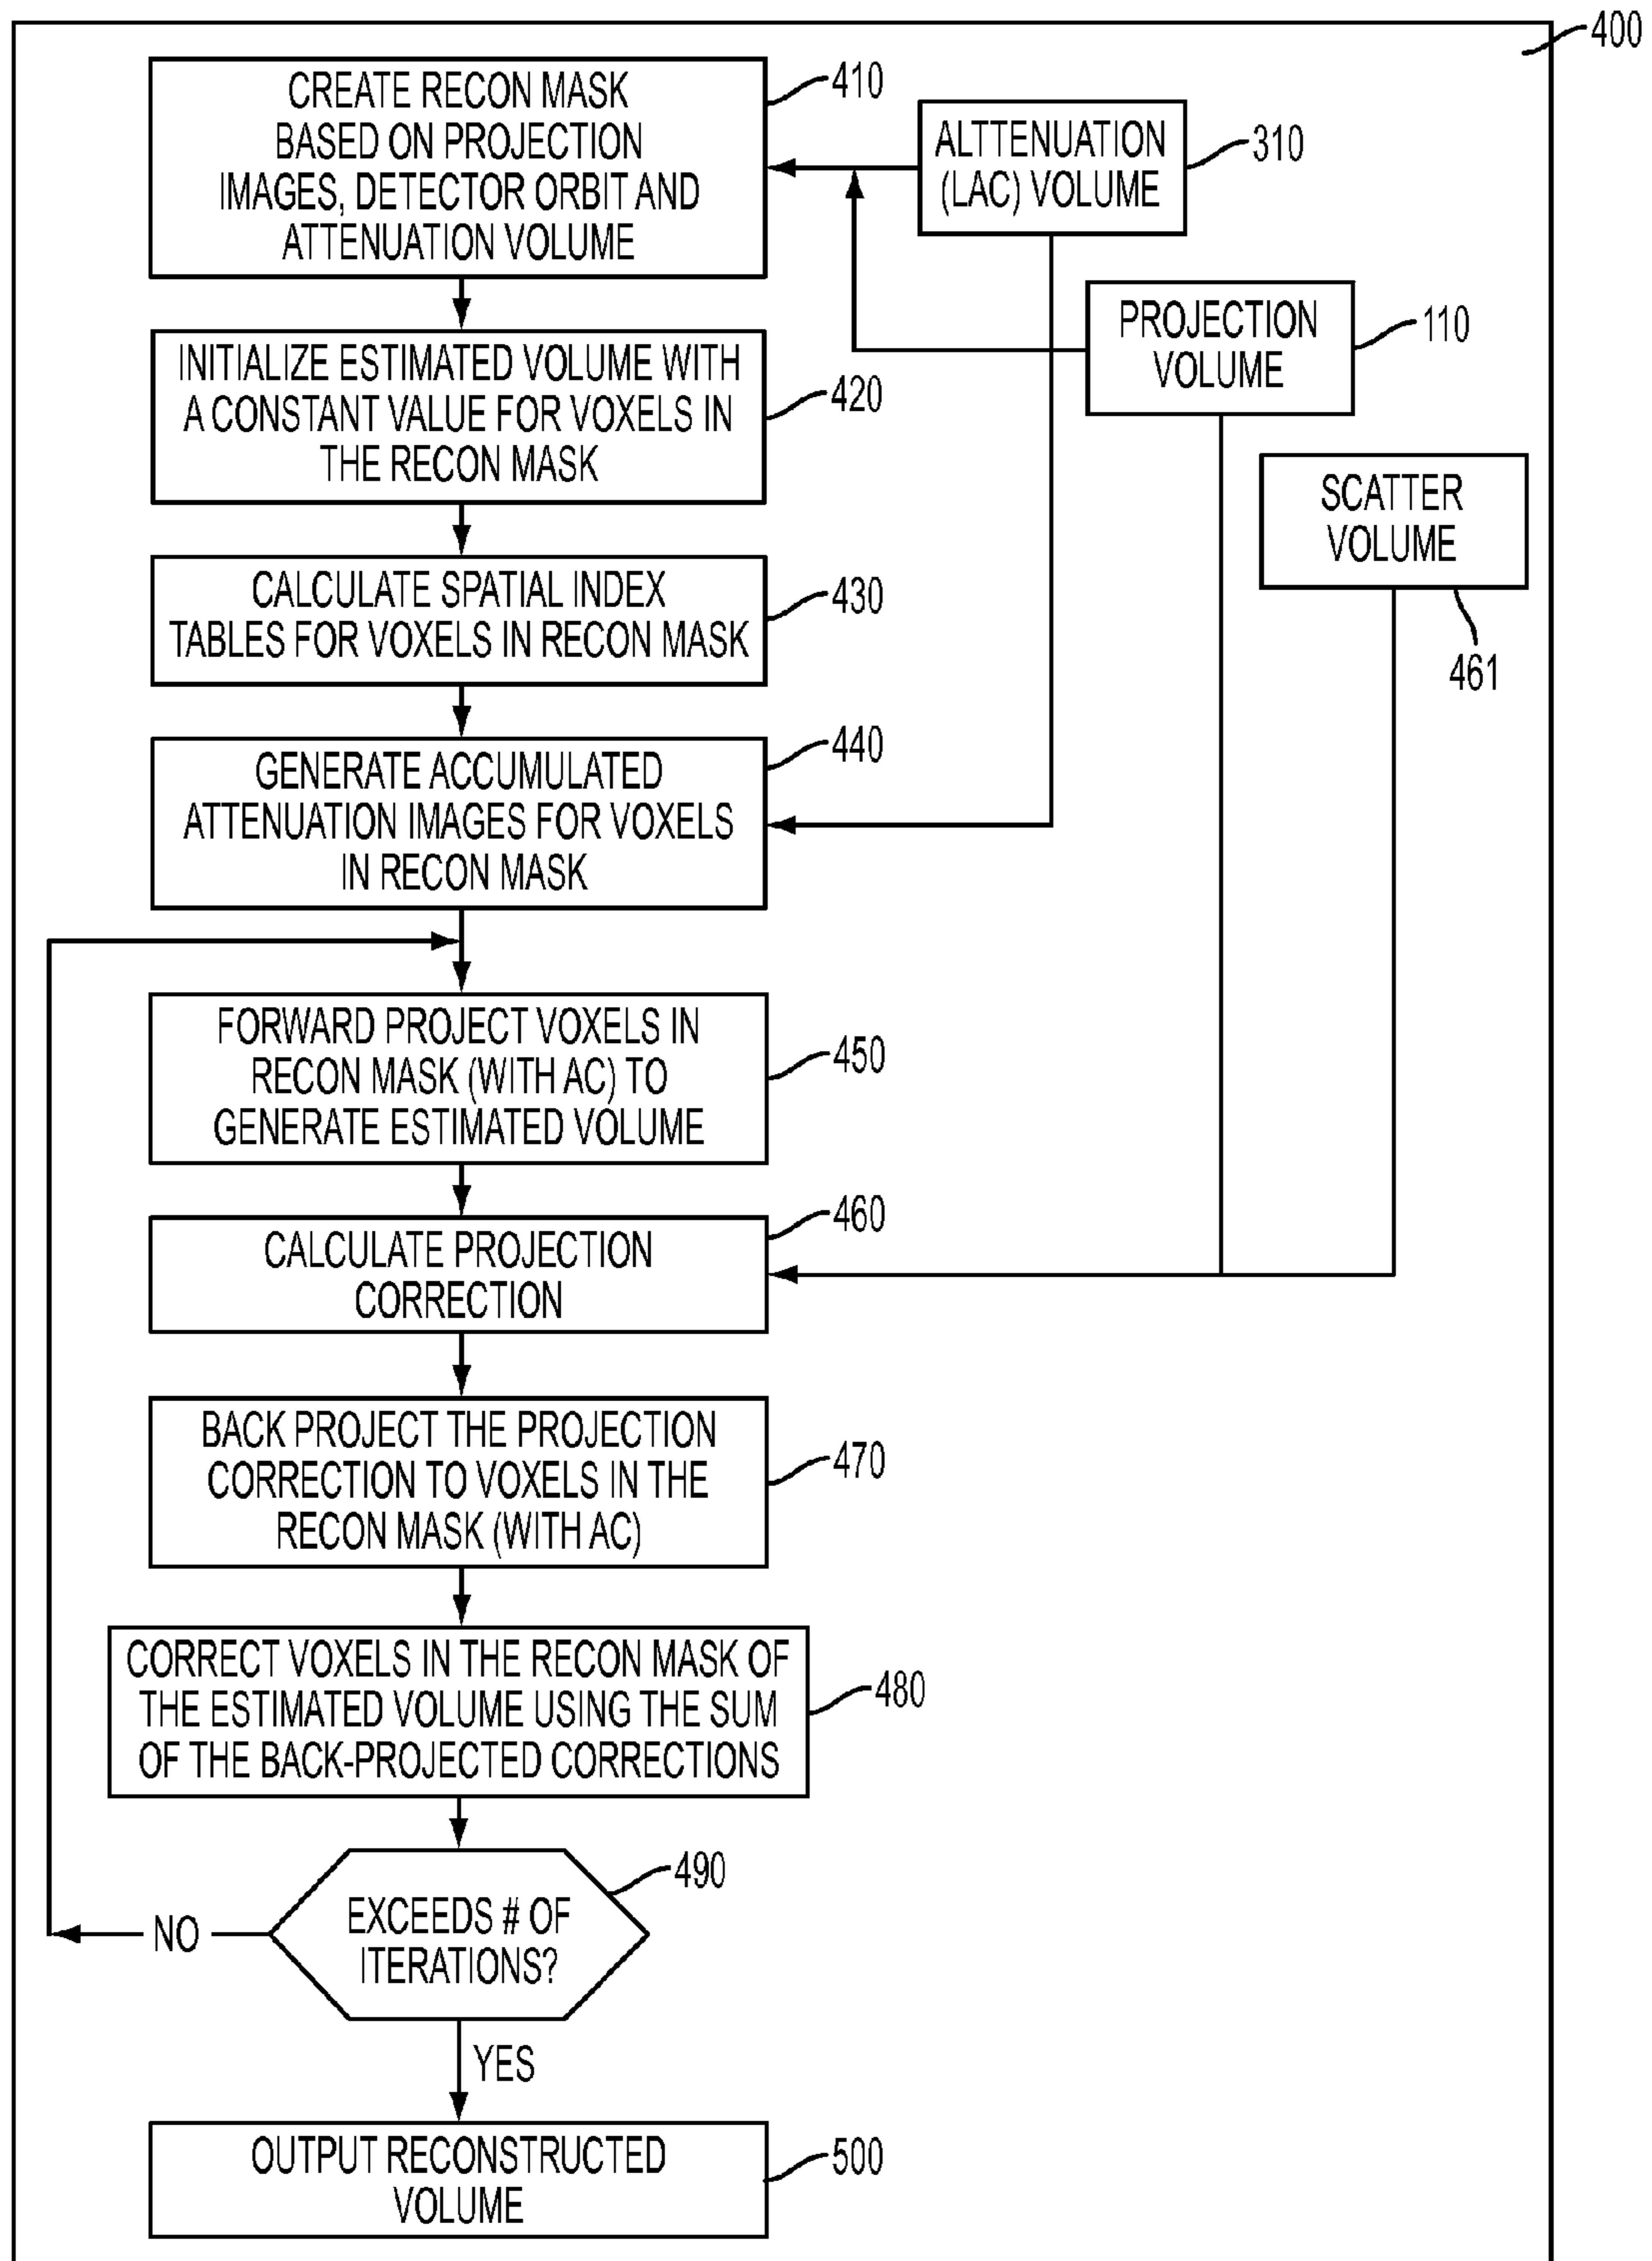 400
CREATE RECON MASK
BASED ON PROJECTION
IMAGES, DETECTOR ORBIT AND
ATTENUATION VOLUME
410
ALTTENUATION
(LAC) VOLUME
310
PROJECTION
VOLUME
110
INITIALIZE ESTIMATED VOLUME WITH
A CONSTANT VALUE FOR VOXELS IN
THE RECON MASK
420
SCATTER
VOLUME
461
CALCULATE SPATIAL INDEX
TABLES FOR VOXELS IN RECON MASK
430
GENERATE ACCUMULATED
ATTENUATION IMAGES FOR VOXELS
IN RECON MASK
440
FORWARD PROJECT VOXELS IN
RECON MASK (WITH AC) TO
GENERATE ESTIMATED VOLUME
450
CALCULATE PROJECTION
CORRECTION
460
BACK PROJECT THE PROJECTION
CORRECTION TO VOXELS IN THE
RECON MASK (WITH AC)
470
CORRECT VOXELS IN THE RECON MASK OF
THE ESTIMATED VOLUME USING THE SUM
OF THE BACK-PROJECTED CORRECTIONS
480
EXCEEDS # OF
ITERATIONS?
490
NO
YES
OUTPUT RECONSTRUCTED
VOLUME
500